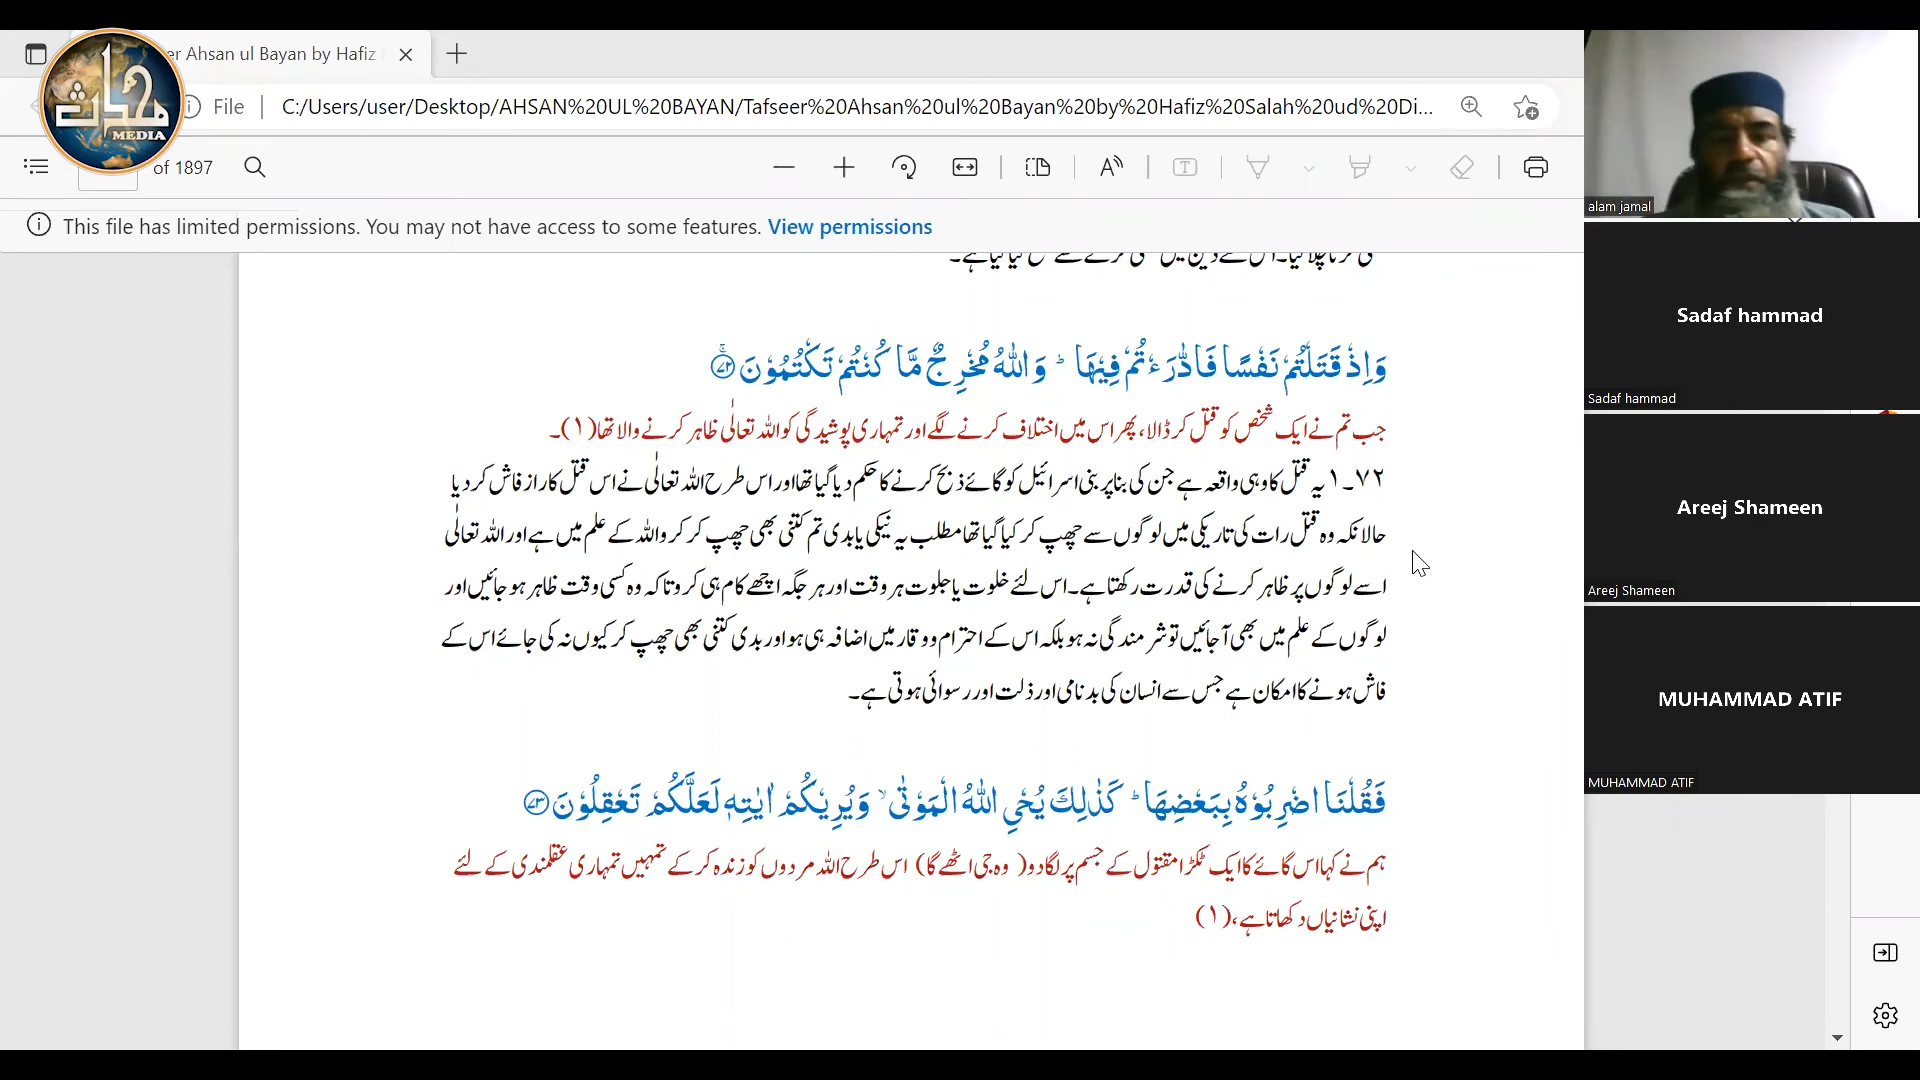 er Ahsan ul Bayan by Hafiz
File
C:/Users/user/Desktop/AHSAN%20UL%20BAYAN/Tafseer%20Ahsan%20ul%20Bayan%20by%20Hafiz%20Salah%20ud%20Di...
of 1897
This file has limited permissions. You may not have access to some features. View permissions
محدث
MEDIA
وَاِذْ قَتَلْتُمْ نَفْسًا فَادّٰرَءْتُمْ فِيْهَا ؕ وَاللّٰهُ مُخْرِجٌ مَّا كُنْتُمْ تَكْتُمُوْنَ ۚ‏﴿۷۲﴾
جب تم نے ایک شخص کو قتل کر ڈالا، پھر اس میں اختلاف کرنے لگے اور تمہاری پوشیدگی کو اللہ تعالٰی ظاہر کرنے والا تھا(۱)۔
۷۲۔۱ یہ قتل کا وہی واقعہ ہے جن کی بنا پر بنی اسرائیل کو گائے ذبح کرنے کا حکم دیا گیا تھا اور اس طرح اللہ تعالٰی نے اس قتل کا راز فاش کر دیا
حالانکہ وہ قتل رات کی تاریکی میں لوگوں سے چھپ کر کیا گیا تھا مطلب یہ نیکی یا بدی تم کتنی بھی چھپ کر کرو اللہ کے علم میں ہے اور اللہ تعالٰی
اسے لوگوں پر ظاہر کرنے کی قدرت رکھتا ہے۔ اس لئے خلوت یا جلوت ہر وقت اور ہر جگہ اچھے کام ہی کرو تاکہ وہ کسی وقت ظاہر ہو جائیں اور
لوگوں کے علم میں بھی آ جائیں تو شرمندگی نہ ہو بلکہ اس کے احترام و وقار میں اضافہ ہی ہو اور بدی کتنی بھی چھپ کر کیوں نہ کی جائے اس کے
فاش ہونے کا امکان ہے جس سے انسان کی بدنامی اور ذلت اور رسوائی ہوتی ہے۔
فَقُلْنَا اضْرِبُوْهُ بِبَعْضِهَا ؕ كَذٰلِكَ يُحْىِ اللّٰهُ الْمَوْتٰى ۙ وَيُرِيْكُمْ اٰيٰتِهٖ لَعَلَّكُمْ تَعْقِلُوْنَ ﴿۷۳﴾
ہم نے کہا اس گائے کا ایک ٹکڑا مقتول کے جسم پر لگا دو( وہ جی اٹھے گا) اس طرح اللہ مردوں کو زندہ کر کے تمہیں تمہاری عقلمندی کے لئے
اپنی نشانیاں دکھاتا ہے،(۱)
alam jamal
Sadaf hammad
Sadaf hammad
Areej Shameen
Areej Shameen
MUHAMMAD ATIF
MUHAMMAD ATIF